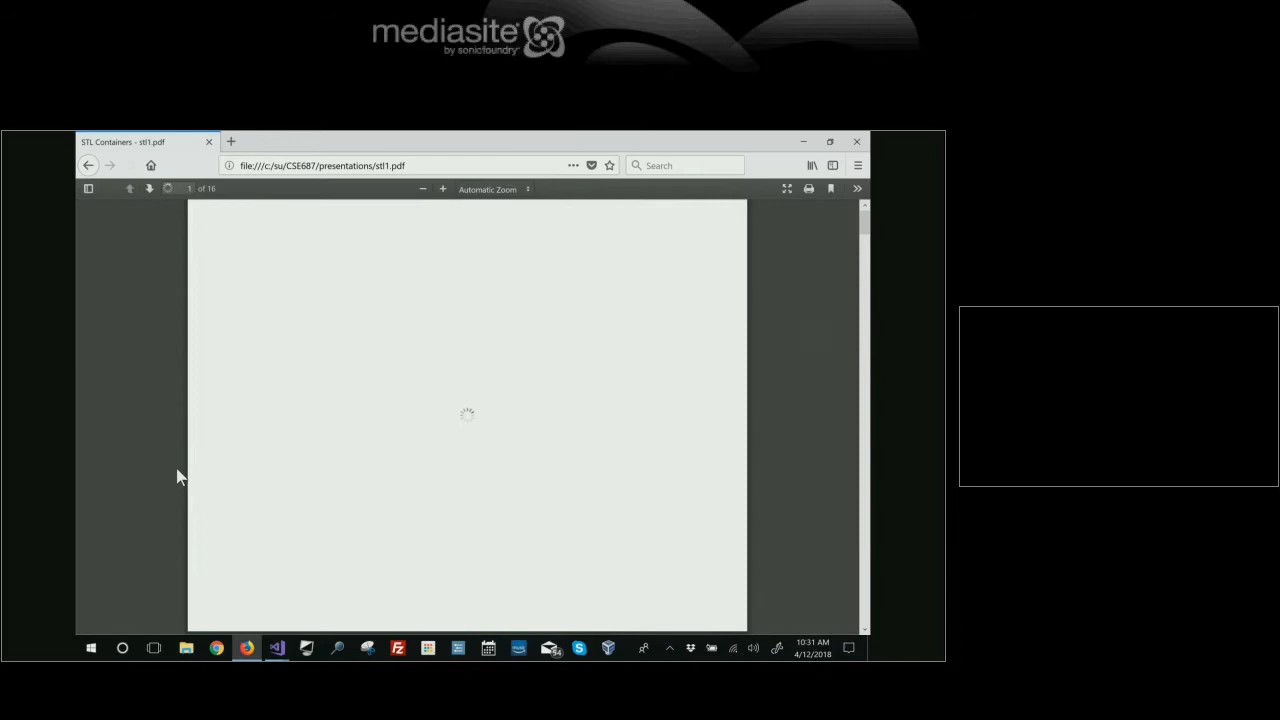 mediasite
by sonicfoundry
STL Containers - stl1.pdf
file:///c:/su/CSE687/presentations/stl1.pdf
Search
1 of 16
Automatic Zoom
54
10:31 AM
4/12/2018